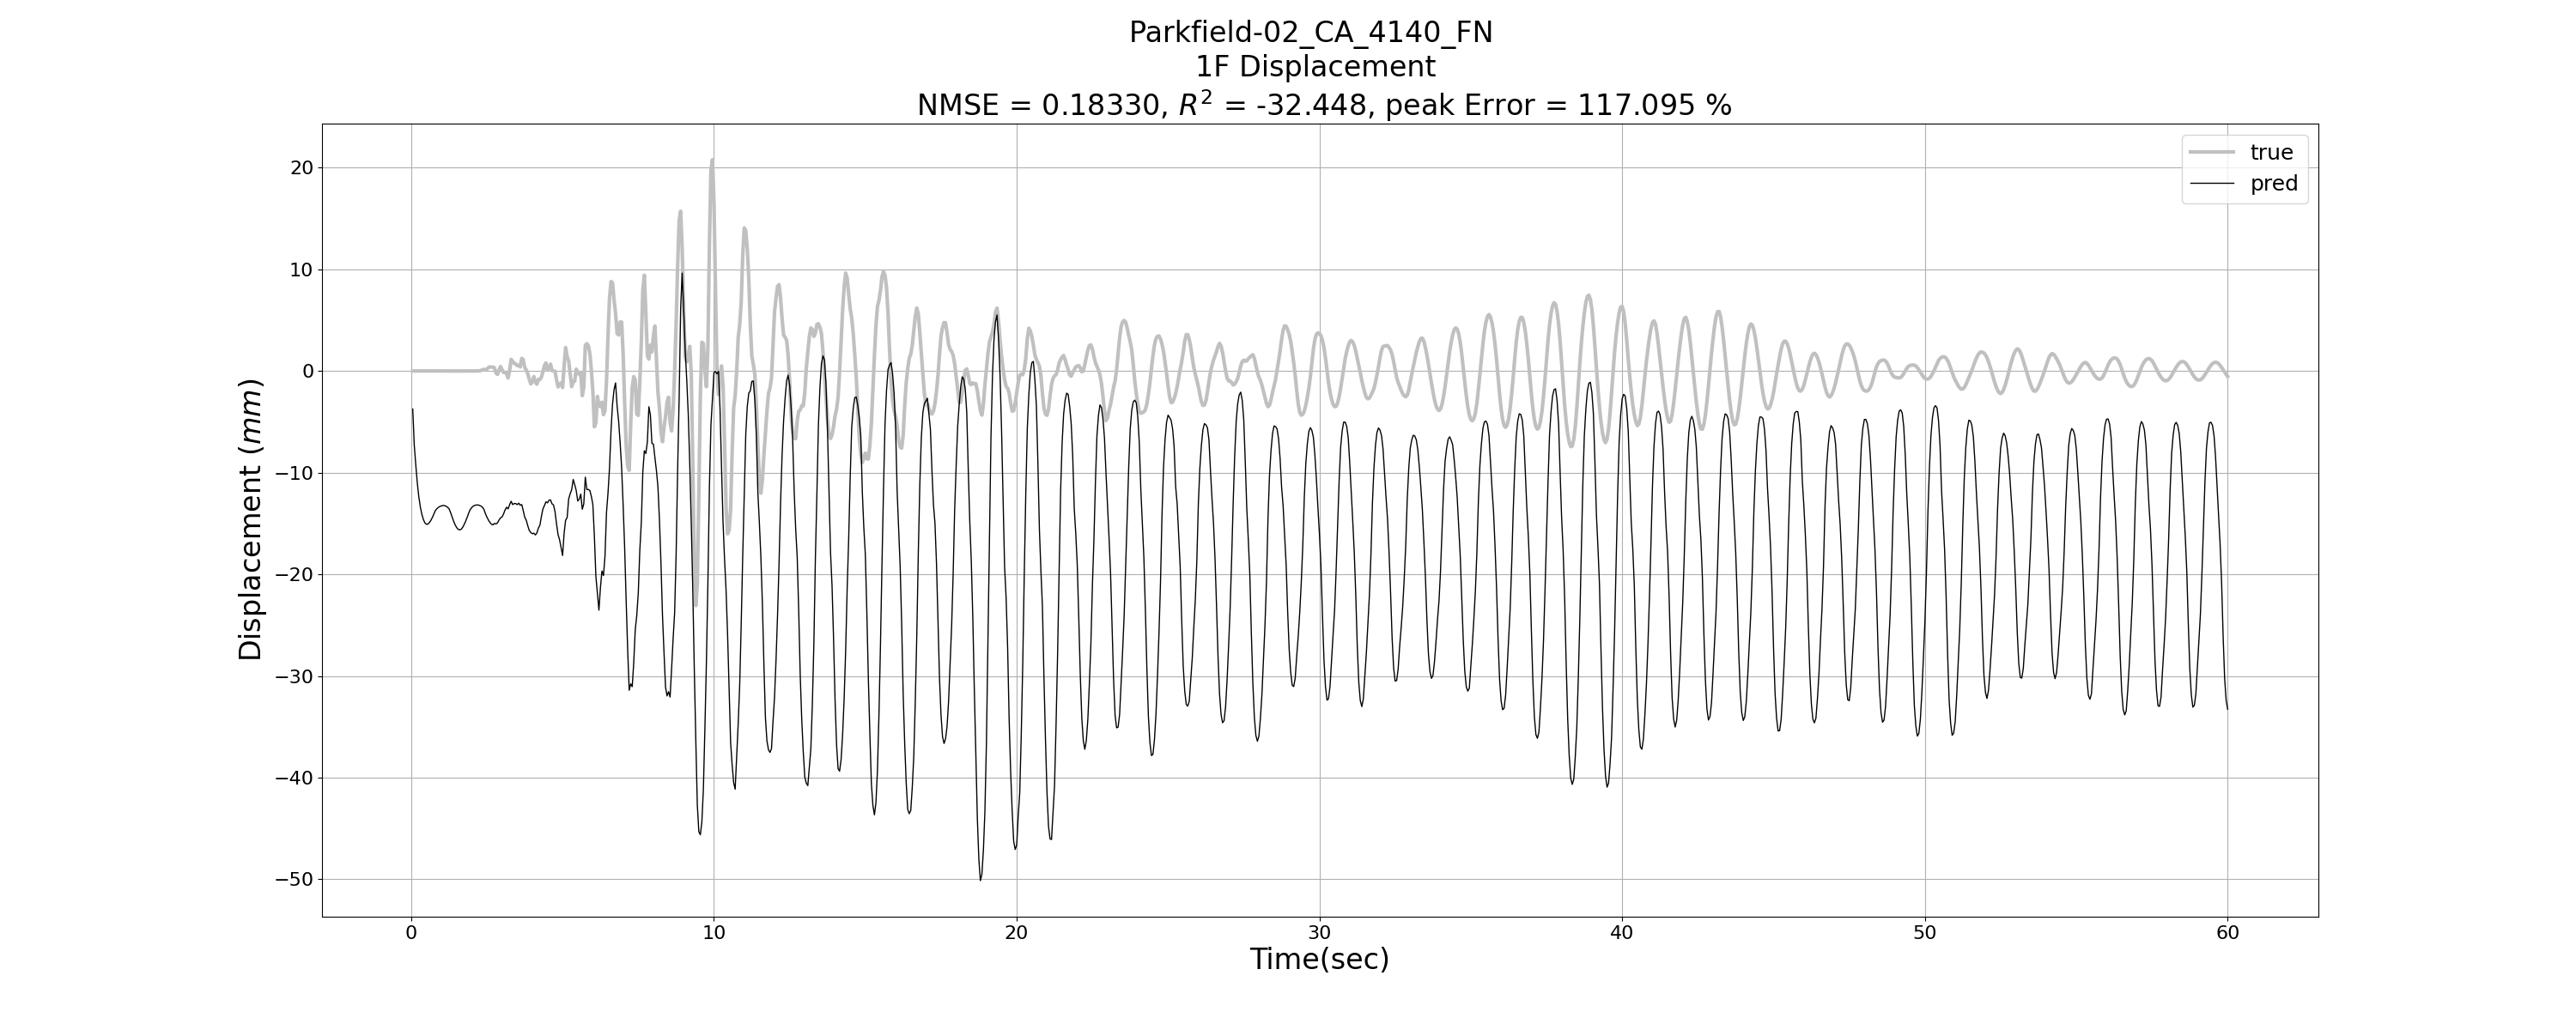 Parkfield-02_CA_4140_FN
1F Displacement
NMSE = 0.18330, R² = -32.448, peak Error = 117.095 %
true
pred
20
10
0
−10
−20
−30
−40
−50
Displacement (mm)
0 10 20 30 40 50 60
Time(sec)